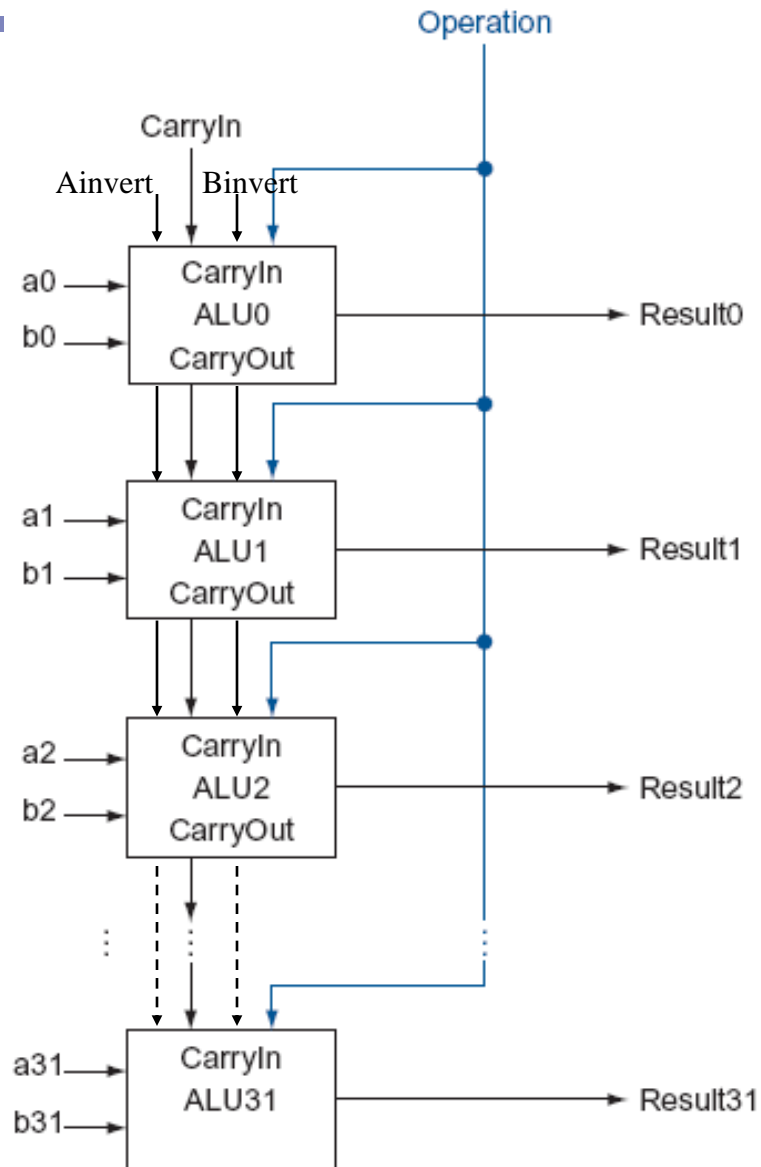 Operation
CarryIn
Ainvert Binvert
a0
b0
CarryIn
ALU0
CarryOut
Result0
a1
b1
CarryIn
ALU1
CarryOut
Result1
a2
b2
CarryIn
ALU2
CarryOut
Result2
a31
b31
CarryIn
ALU31
Result31